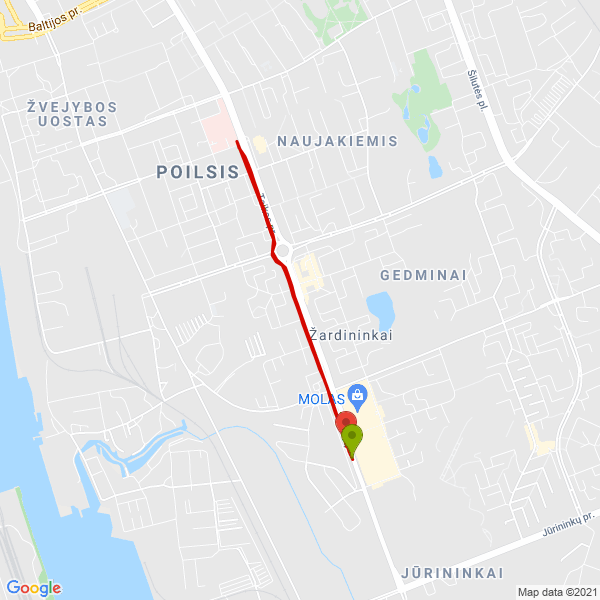 Baltijos pr.
Šilutės pl.
ŽVEJYBOS
UOSTAS
NAUJAKIEMIS
POILSIS
Taikos pr.
GEDMINAI
Žardininkai
MOLAS
Jūrininkų pr.
JŪRININKAI
Google
Map data ©2021